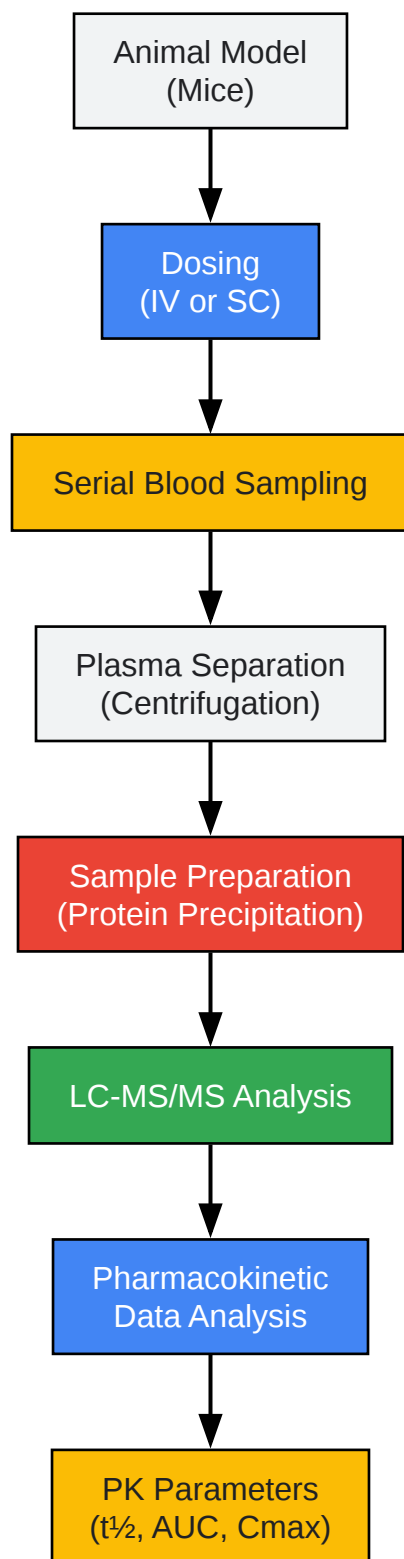 Animal Model
(Mice)
Dosing
(IV or SC)
Serial Blood Sampling
Plasma Separation
(Centrifugation)
Sample Preparation
(Protein Precipitation)
LC-MS/MS Analysis
Pharmacokinetic
Data Analysis
PK Parameters
(t½, AUC, Cmax)